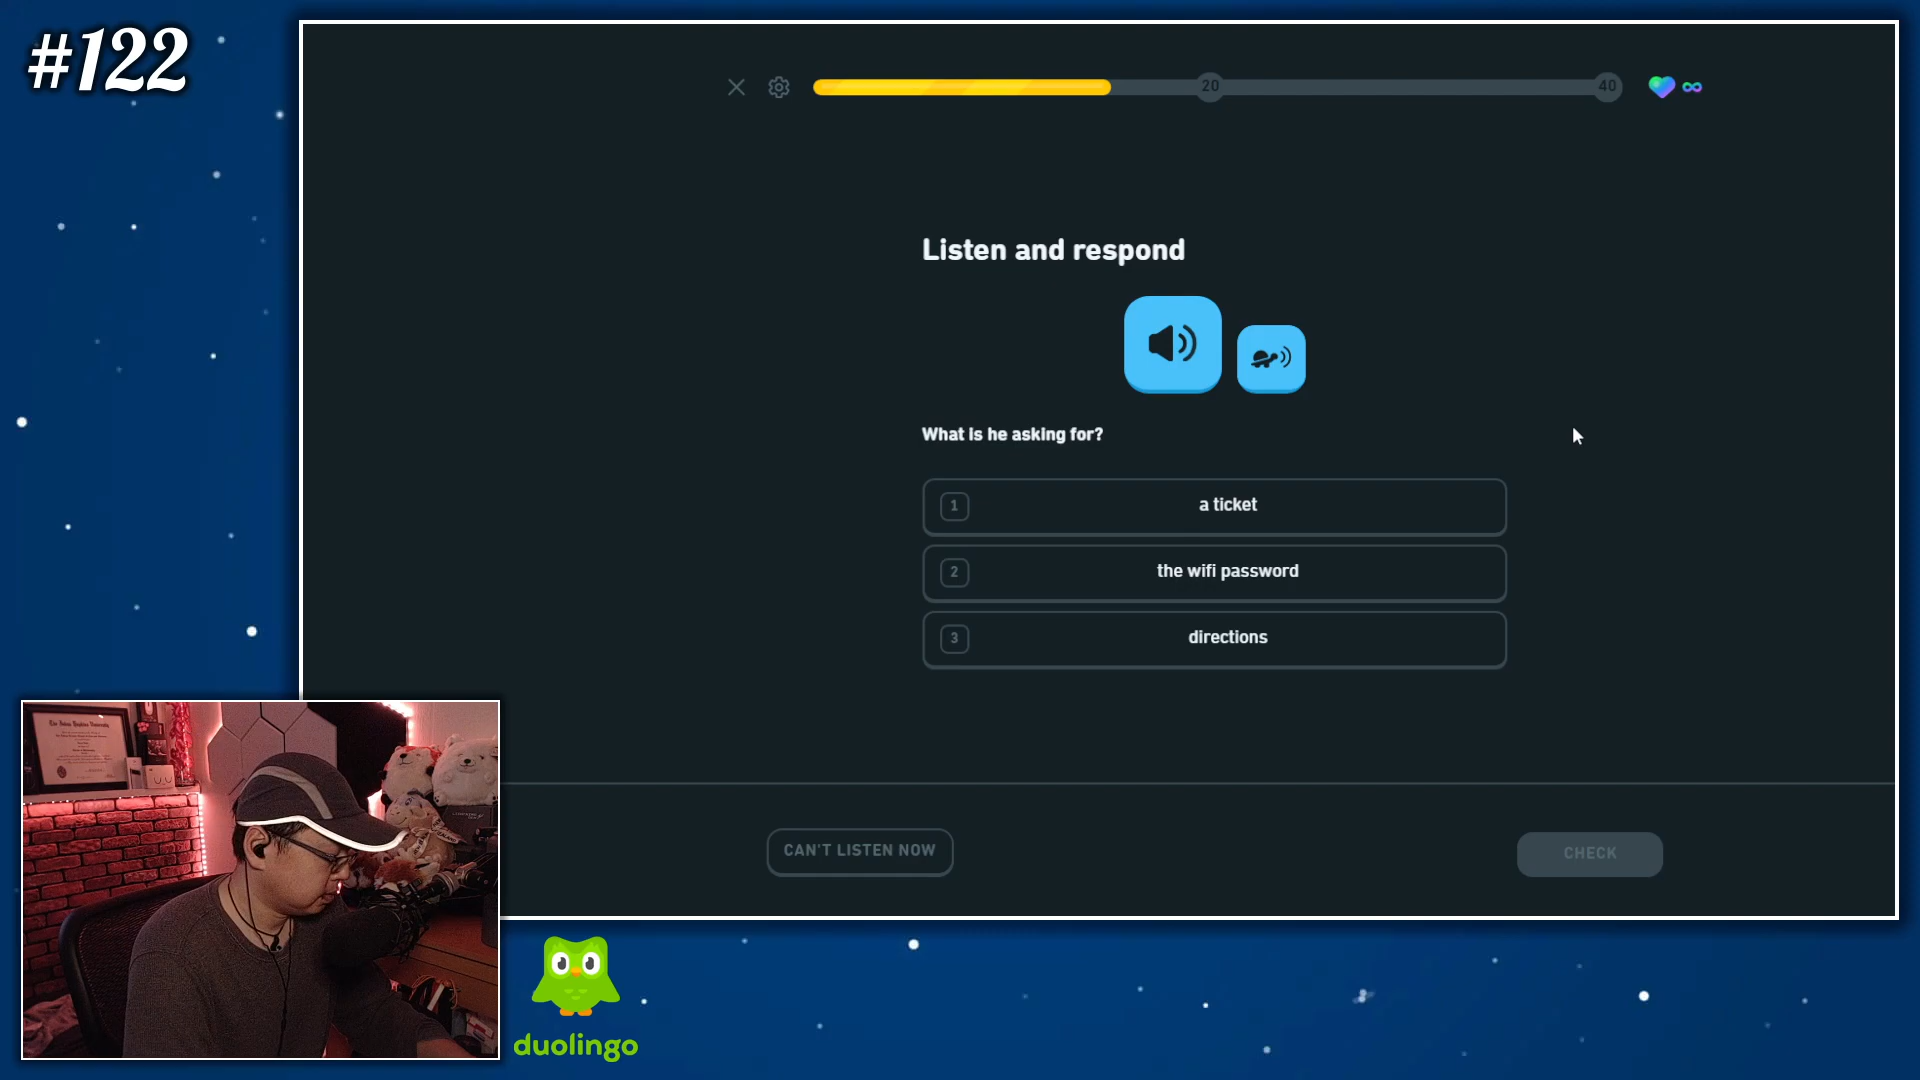 #122
20
40
Listen and respond
What is he asking for?
1 a ticket
2 the wifi password
3 directions
CAN'T LISTEN NOW
CHECK
duolingo